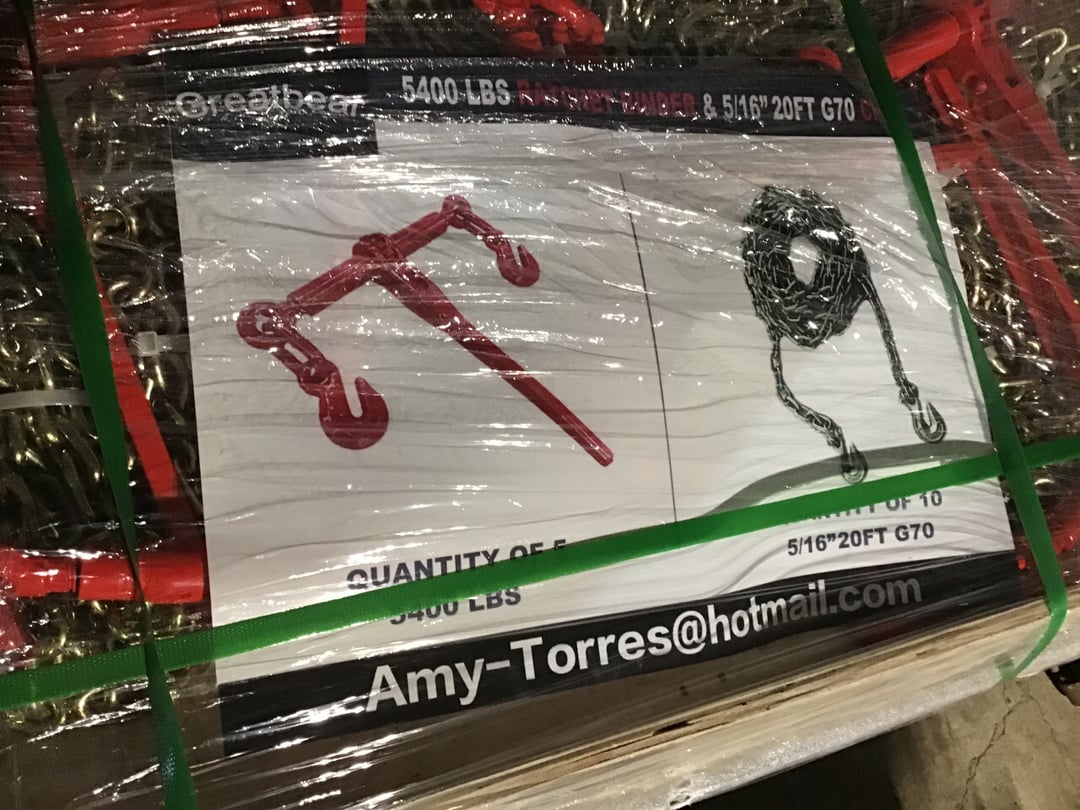 Greatbear
5400 LBS RATCHET BINDER & 5/16" 20FT G70
QUANTITY OF 5
5400 LBS
QUANTITY OF 10
5/16"20FT G70
Amy-Torres@hotmail.com